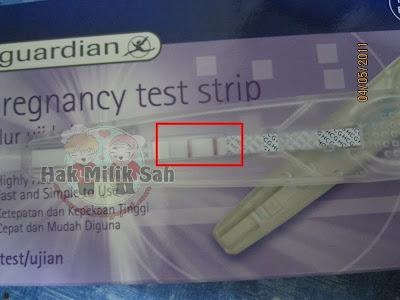 guardian
04/05/2011
pregnancy test strip
Hak Milik Sah
Fast and Simple to Use
Ketepatan dan Kepekaan Tinggi
Cepat dan Mudah Diguna
test/ujian